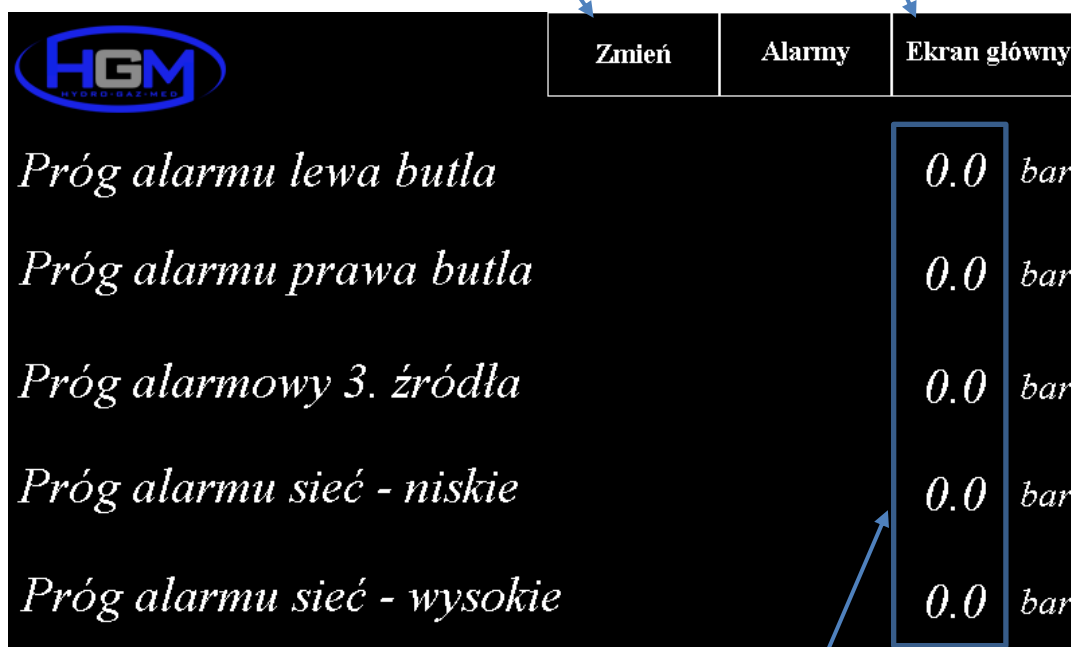 HGM
HYDRO-GAZ-MED
Zmień Alarmy Ekran główny
Próg alarmu lewa butla 0.0 bar
Próg alarmu prawa butla 0.0 bar
Próg alarmowy 3. źródła 0.0 bar
Próg alarmu sieć - niskie 0.0 bar
Próg alarmu sieć - wysokie 0.0 bar